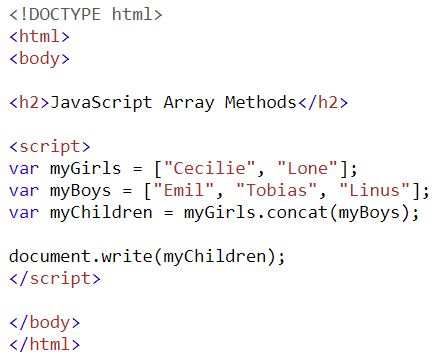 <!DOCTYPE html>
<html>
<body>
<h2>JavaScript Array Methods</h2>
<script>
var myGirls = ["Cecilie", "Lone"];
var myBoys = ["Emil", "Tobias", "Linus"];
var myChildren = myGirls.concat(myBoys);
document.write(myChildren);
</script>
</body>
</html>